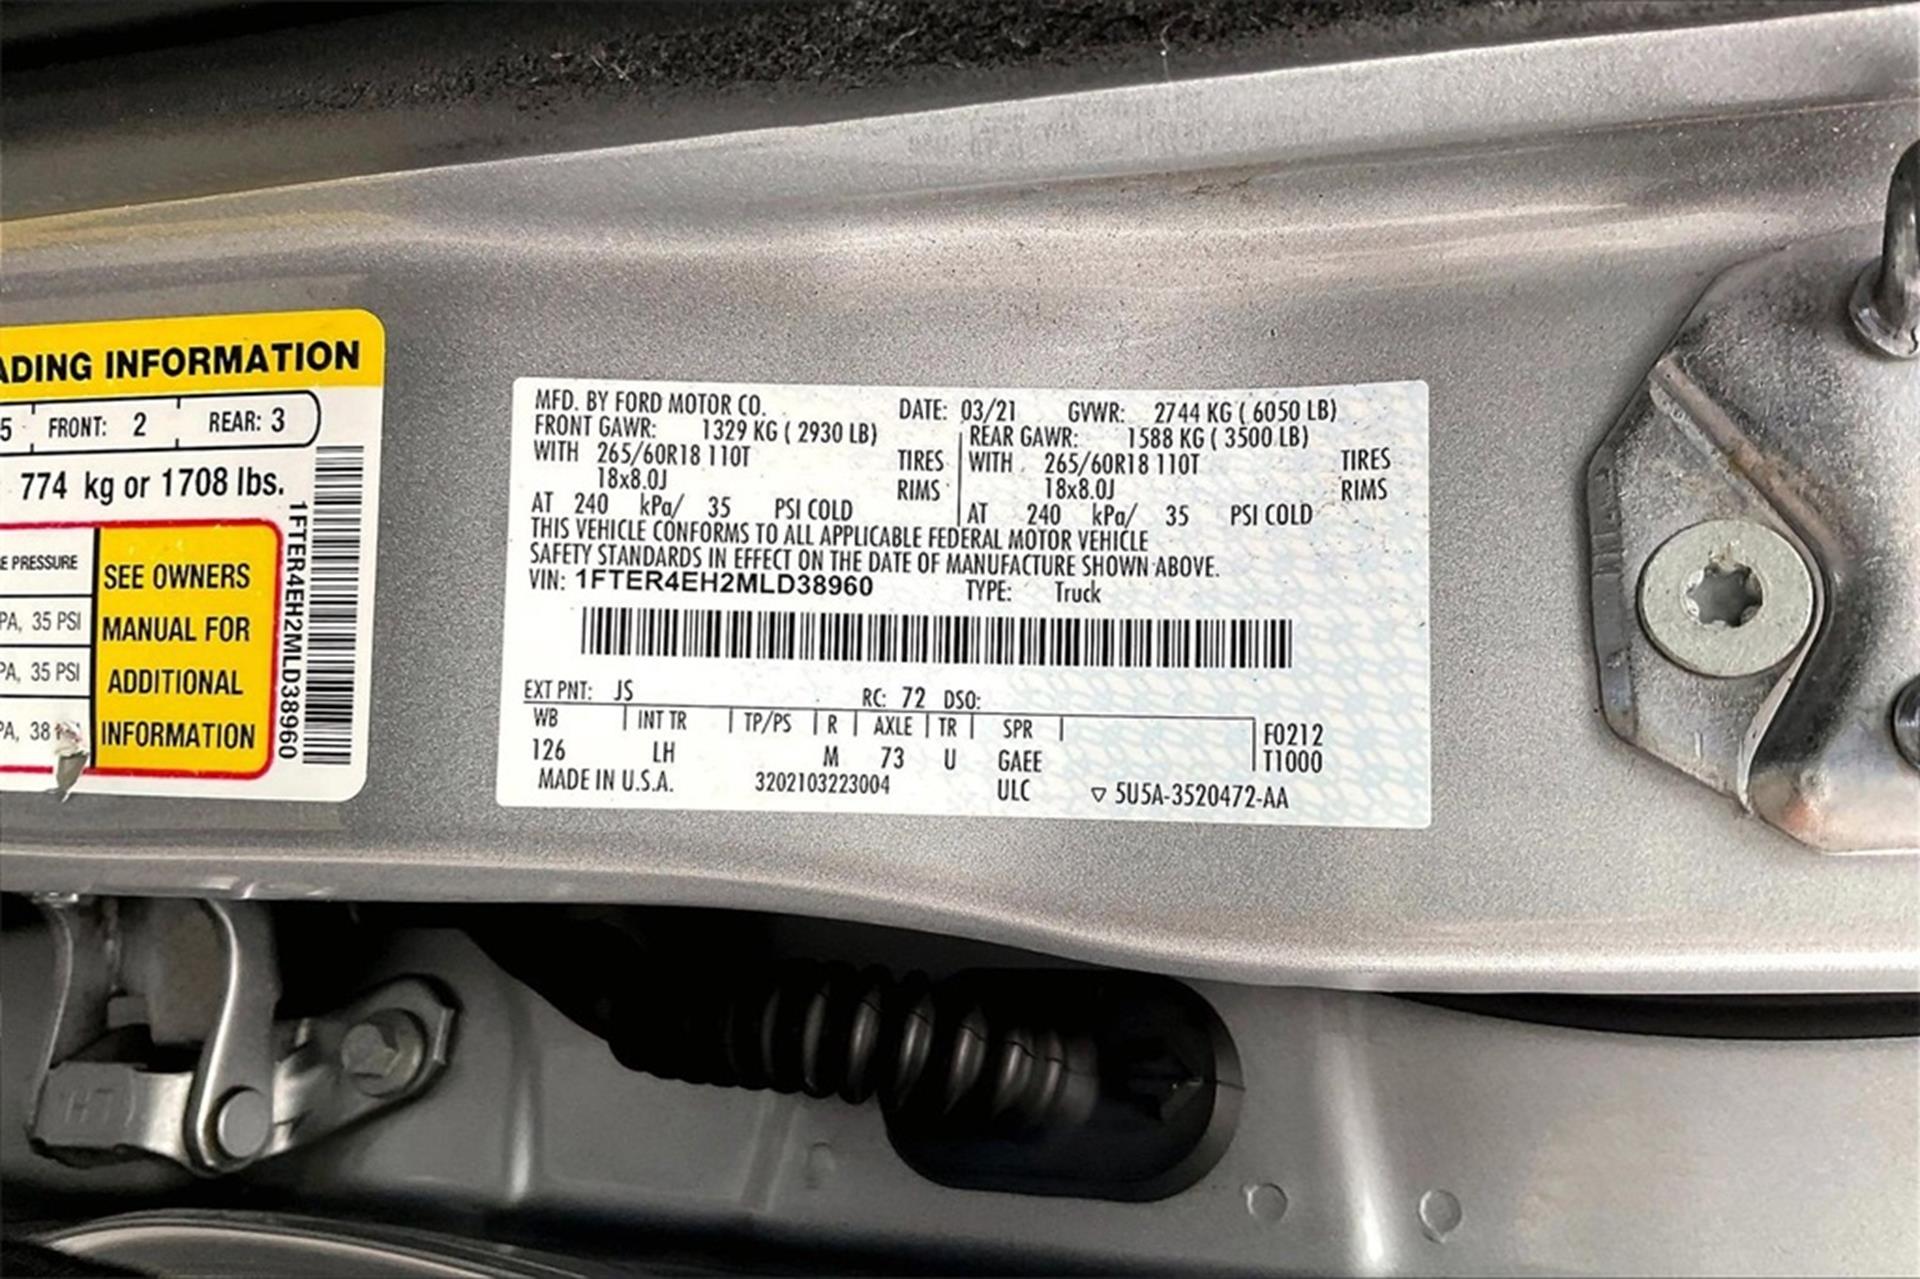 ADING INFORMATION
5 FRONT: 2 REAR: 3
774 kg or 1708 lbs.
E PRESSURE
PA, 35 PSI
PA, 35 PSI
PA, 38
SEE OWNERS
MANUAL FOR
ADDITIONAL
INFORMATION
1FTER4EH2MLD38960
MFD. BY FORD MOTOR CO. DATE: 03/21 GVWR: 2744 KG ( 6050 LB)
FRONT GAWR: 1329 KG ( 2930 LB) REAR GAWR: 1588 KG ( 3500 LB)
WITH 265/60R18 110T TIRES WITH 265/60R18 110T TIRES
18x8.0J RIMS 18x8.0J RIMS
AT 240 kPa/ 35 PSI COLD AT 240 kPa/ 35 PSI COLD
THIS VEHICLE CONFORMS TO ALL APPLICABLE FEDERAL MOTOR VEHICLE
SAFETY STANDARDS IN EFFECT ON THE DATE OF MANUFACTURE SHOWN ABOVE.
VIN: 1FTER4EH2MLD38960 TYPE: Truck
EXT PNT: JS RC: 72 DSO:
WB INT TR TP/PS R AXLE TR SPR F0212
126 LH M 73 U GAEE T1000
MADE IN U.S.A. 3202103223004 ULC ▽ 5U5A-3520472-AA